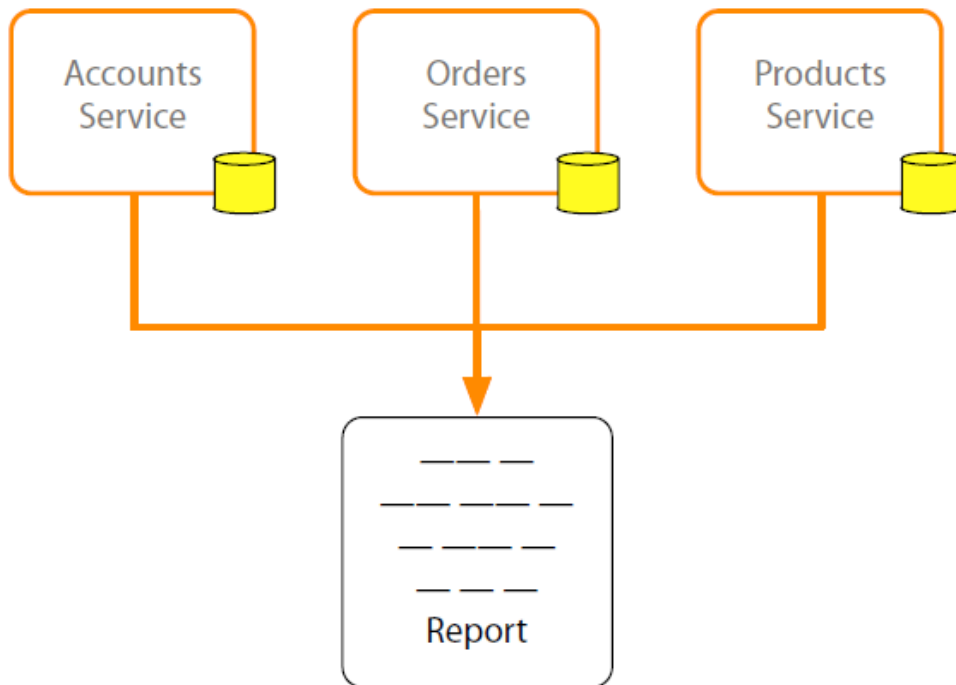 Accounts
Service
Orders
Service
Products
Service
Report